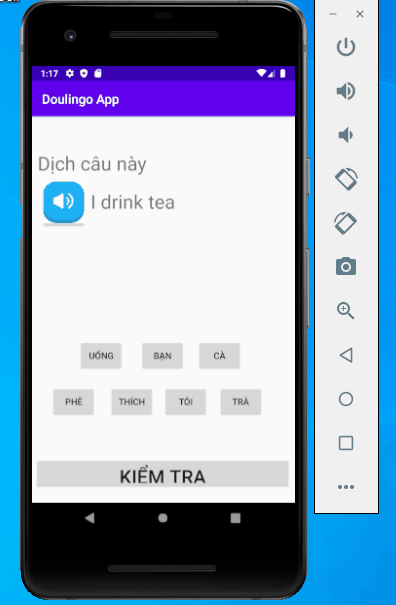 1:17
Doulingo App
Dịch câu này
I drink tea
UỐNG BẠN CÀ
PHÊ THÍCH TÔI TRÀ
KIỂM TRA